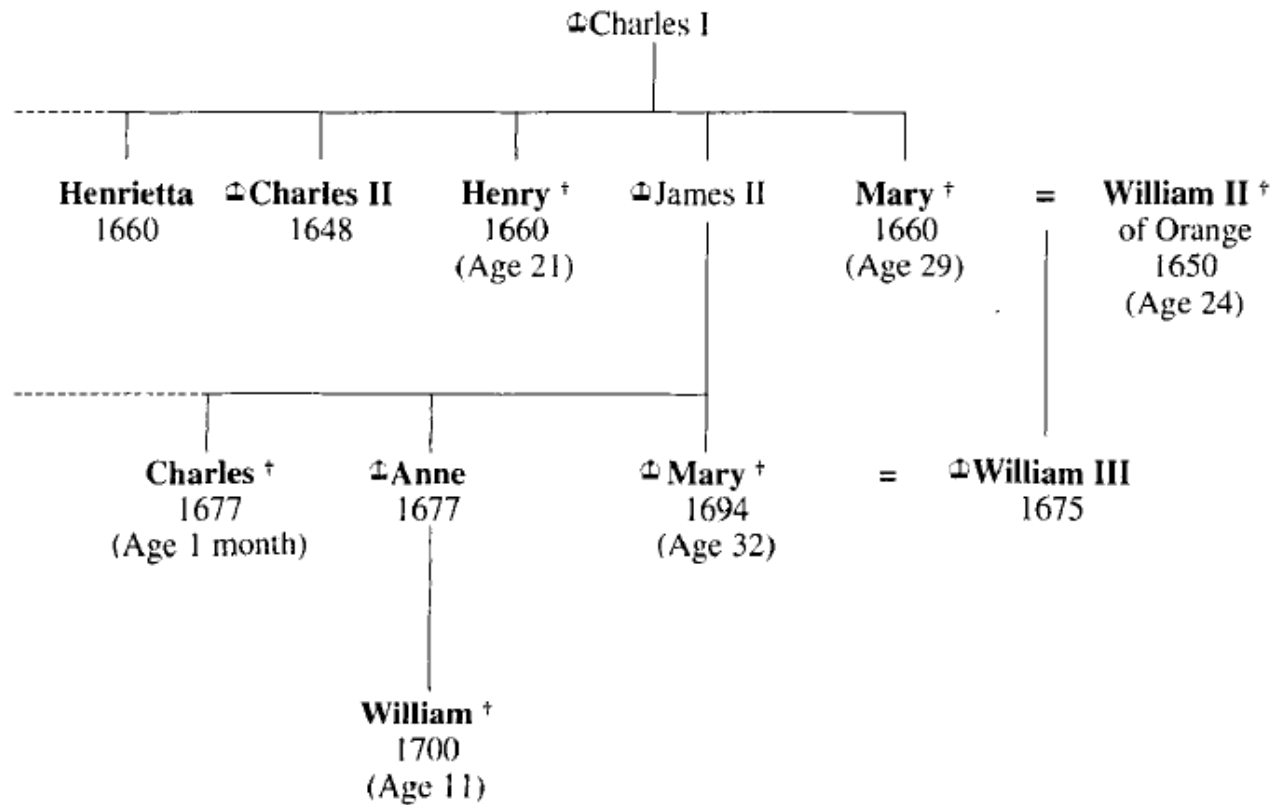 ♔Charles I
Henrietta ♔Charles II Henry † ♔James II Mary † = William II †
1660 1648 1660 1660 of Orange
(Age 21) (Age 29) 1650
(Age 24)
Charles † ♔Anne ♔ Mary † = ♔William III
1677 1677 1694 1675
(Age 1 month) (Age 32)
William †
1700
(Age 11)